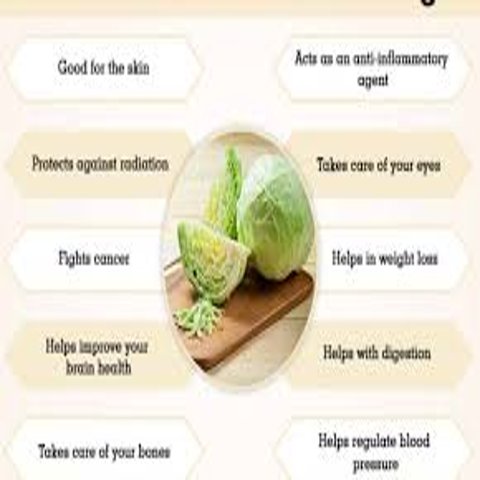 Good for the skin
Acts as an anti-inflammatory
agent
Protects against radiation
Takes care of your eyes
Fights cancer
Helps in weight loss
Helps improve your
brain health
Helps with digestion
Takes care of your bones
Helps regulate blood
pressure